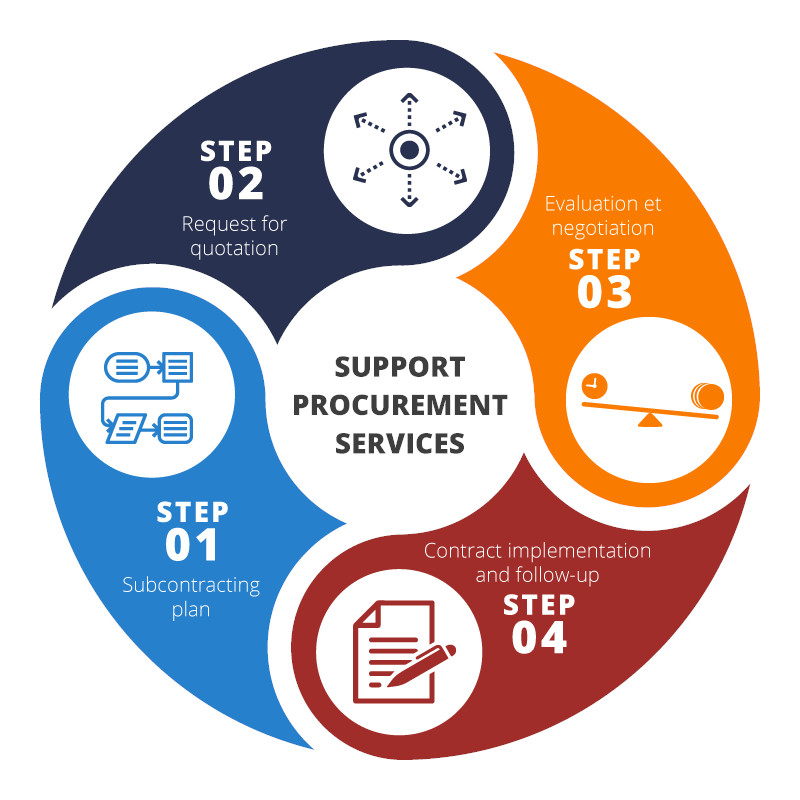 STEP
02
Request for
quotation
Evaluation et
negotiation
STEP
03
SUPPORT
PROCUREMENT
SERVICES
STEP
01
Subcontracting
plan
Contract implementation
and follow-up
STEP
04